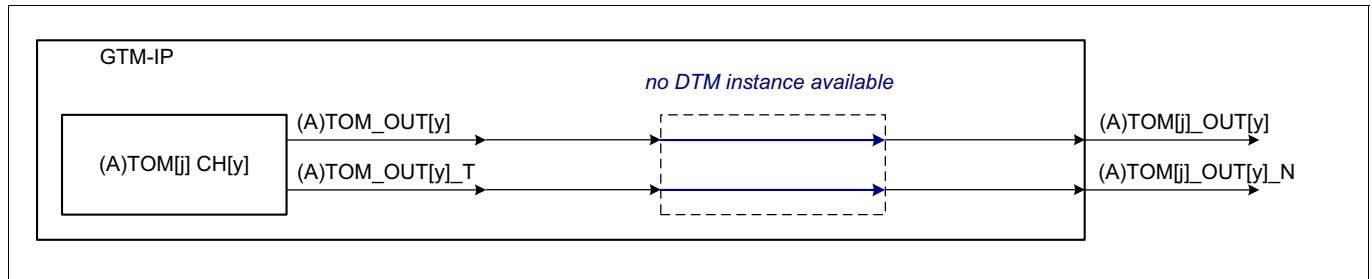 GTM-IP
no DTM instance available
(A)TOM[j] CH[y]
(A)TOM_OUT[y]
(A)TOM_OUT[y]_T
(A)TOM[j]_OUT[y]
(A)TOM[j]_OUT[y]_N